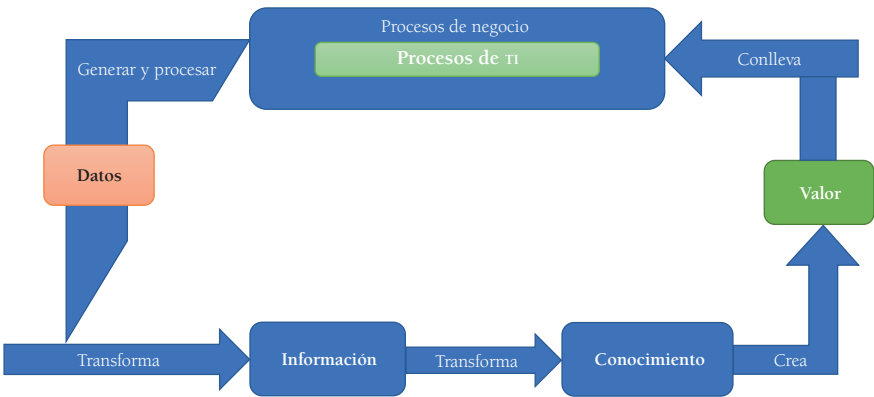 Procesos de negocio
Procesos de TI
Generar y procesar
Conlleva
Datos
Valor
Transforma
Información
Transforma
Conocimiento
Crea